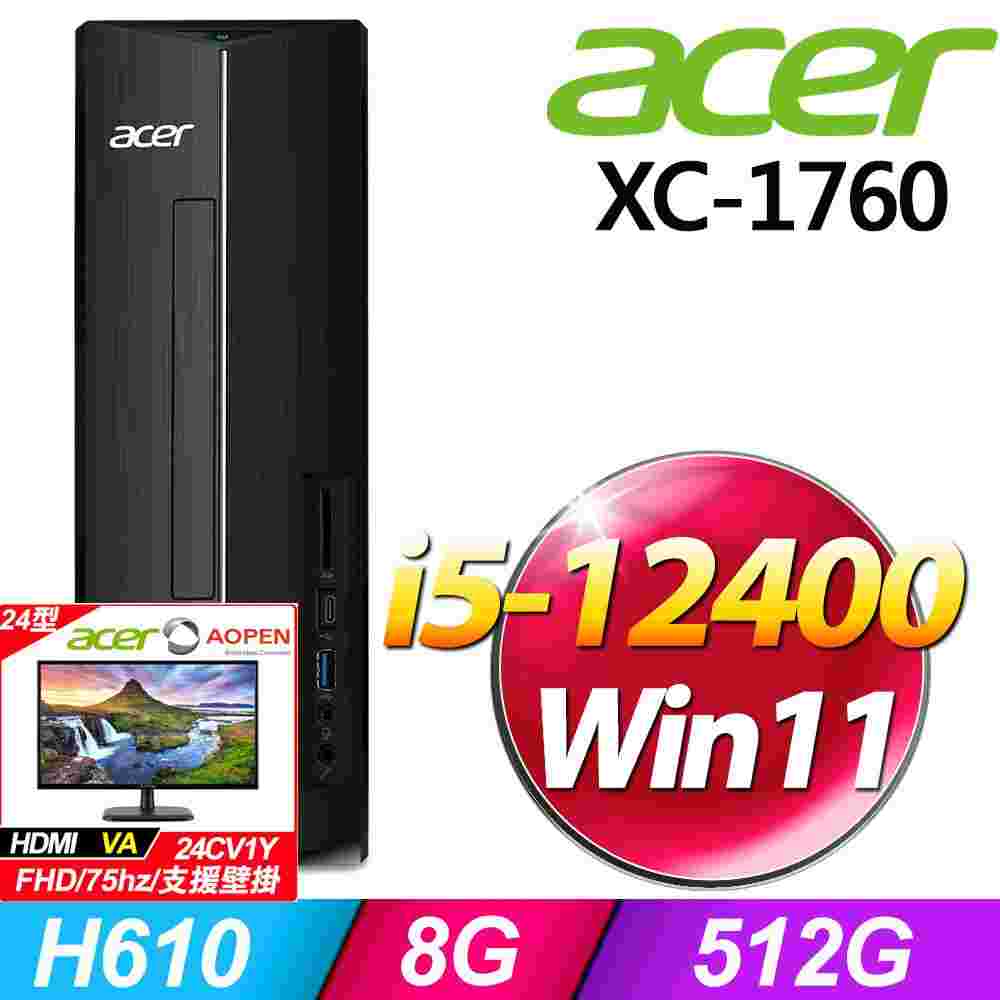 acer
XC-1760
acer
i5-12400
Win11
24型
acer AOPEN
HDMI VA 24CV1Y
FHD/75hz/支援壁掛
H610
8G
512G